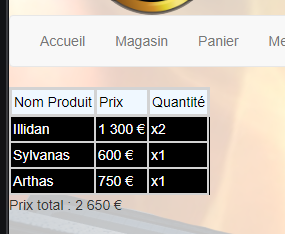 Accueil Magasin Panier Me
Nom Produit Prix Quantité
Illidan 1 300 € x2
Sylvanas 600 € x1
Arthas 750 € x1
Prix total : 2 650 €